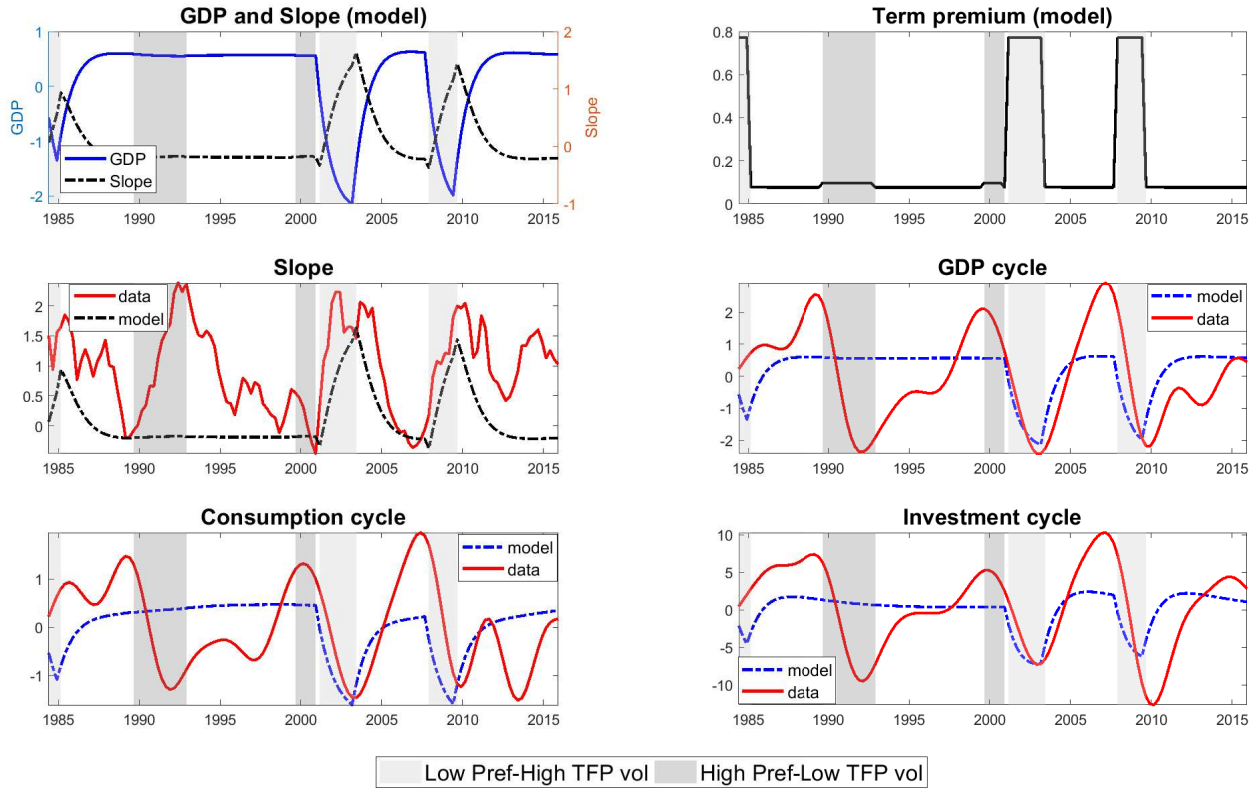 GDP and Slope (model)
1
0
-1
-2
GDP
2
1
0
-1
Slope
GDP
Slope
1985 1990 1995 2000 2005 2010 2015
Term premium (model)
0.8
0.6
0.4
0.2
0
1985 1990 1995 2000 2005 2010 2015
Slope
2
1.5
1
0.5
0
data
model
1985 1990 1995 2000 2005 2010 2015
GDP cycle
2
1
0
-1
-2
model
data
1985 1990 1995 2000 2005 2010 2015
Consumption cycle
1
0
-1
model
data
1985 1990 1995 2000 2005 2010 2015
Investment cycle
10
5
0
-5
-10
model
data
1985 1990 1995 2000 2005 2010 2015
Low Pref-High TFP vol High Pref-Low TFP vol